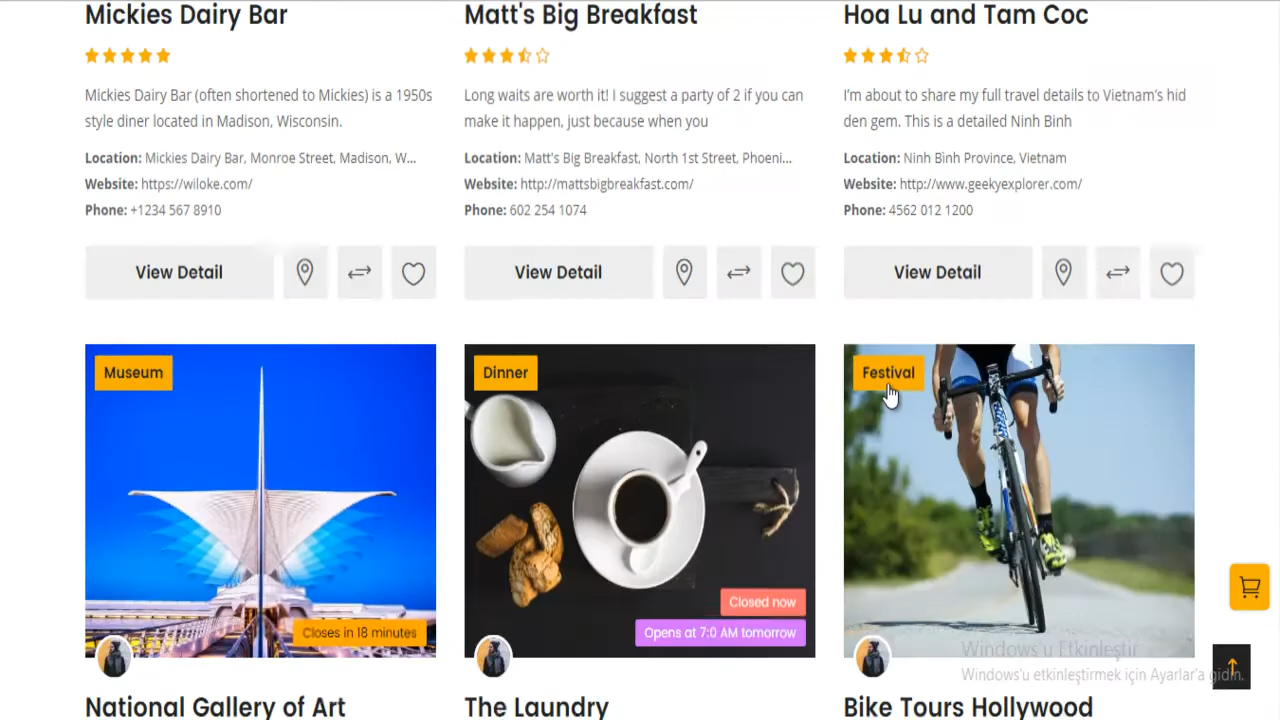 Mickies Dairy Bar
Mickies Dairy Bar (often shortened to Mickies) is a 1950s
style diner located in Madison, Wisconsin.
Location: Mickies Dairy Bar, Monroe Street, Madison, W...
Website: https://wiloke.com/
Phone: +1234 567 8910
View Detail
Matt's Big Breakfast
Long waits are worth it! I suggest a party of 2 if you can
make it happen, just because when you
Location: Matt's Big Breakfast, North 1st Street, Phoeni...
Website: http://mattsbigbreakfast.com/
Phone: 602 254 1074
View Detail
Hoa Lu and Tam Coc
I'm about to share my full travel details to Vietnam's hid
den gem. This is a detailed Ninh Binh
Location: Ninh Bình Province, Vietnam
Website: http://www.geekyexplorer.com/
Phone: 4562 012 1200
View Detail
Museum
Closes in 18 minutes
National Gallery of Art
Dinner
Closed now
Opens at 7:0 AM tomorrow
The Laundry
Festival
Bike Tours Hollywood
Windows'u Etkinleştir
Windows'u etkinleştirmek için Ayarlar'a gidin.